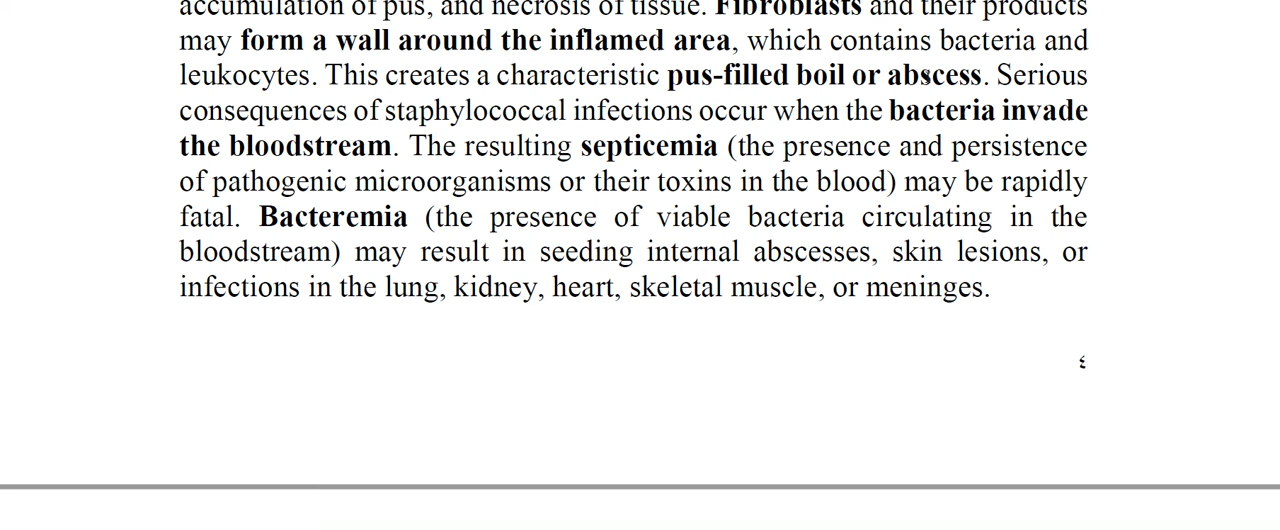 accumulation of pus, and necrosis of tissue. Fibroblasts and their products
may form a wall around the inflamed area, which contains bacteria and
leukocytes. This creates a characteristic pus-filled boil or abscess. Serious
consequences of staphylococcal infections occur when the bacteria invade
the bloodstream. The resulting septicemia (the presence and persistence
of pathogenic microorganisms or their toxins in the blood) may be rapidly
fatal. Bacteremia (the presence of viable bacteria circulating in the
bloodstream) may result in seeding internal abscesses, skin lesions, or
infections in the lung, kidney, heart, skeletal muscle, or meninges.
٤